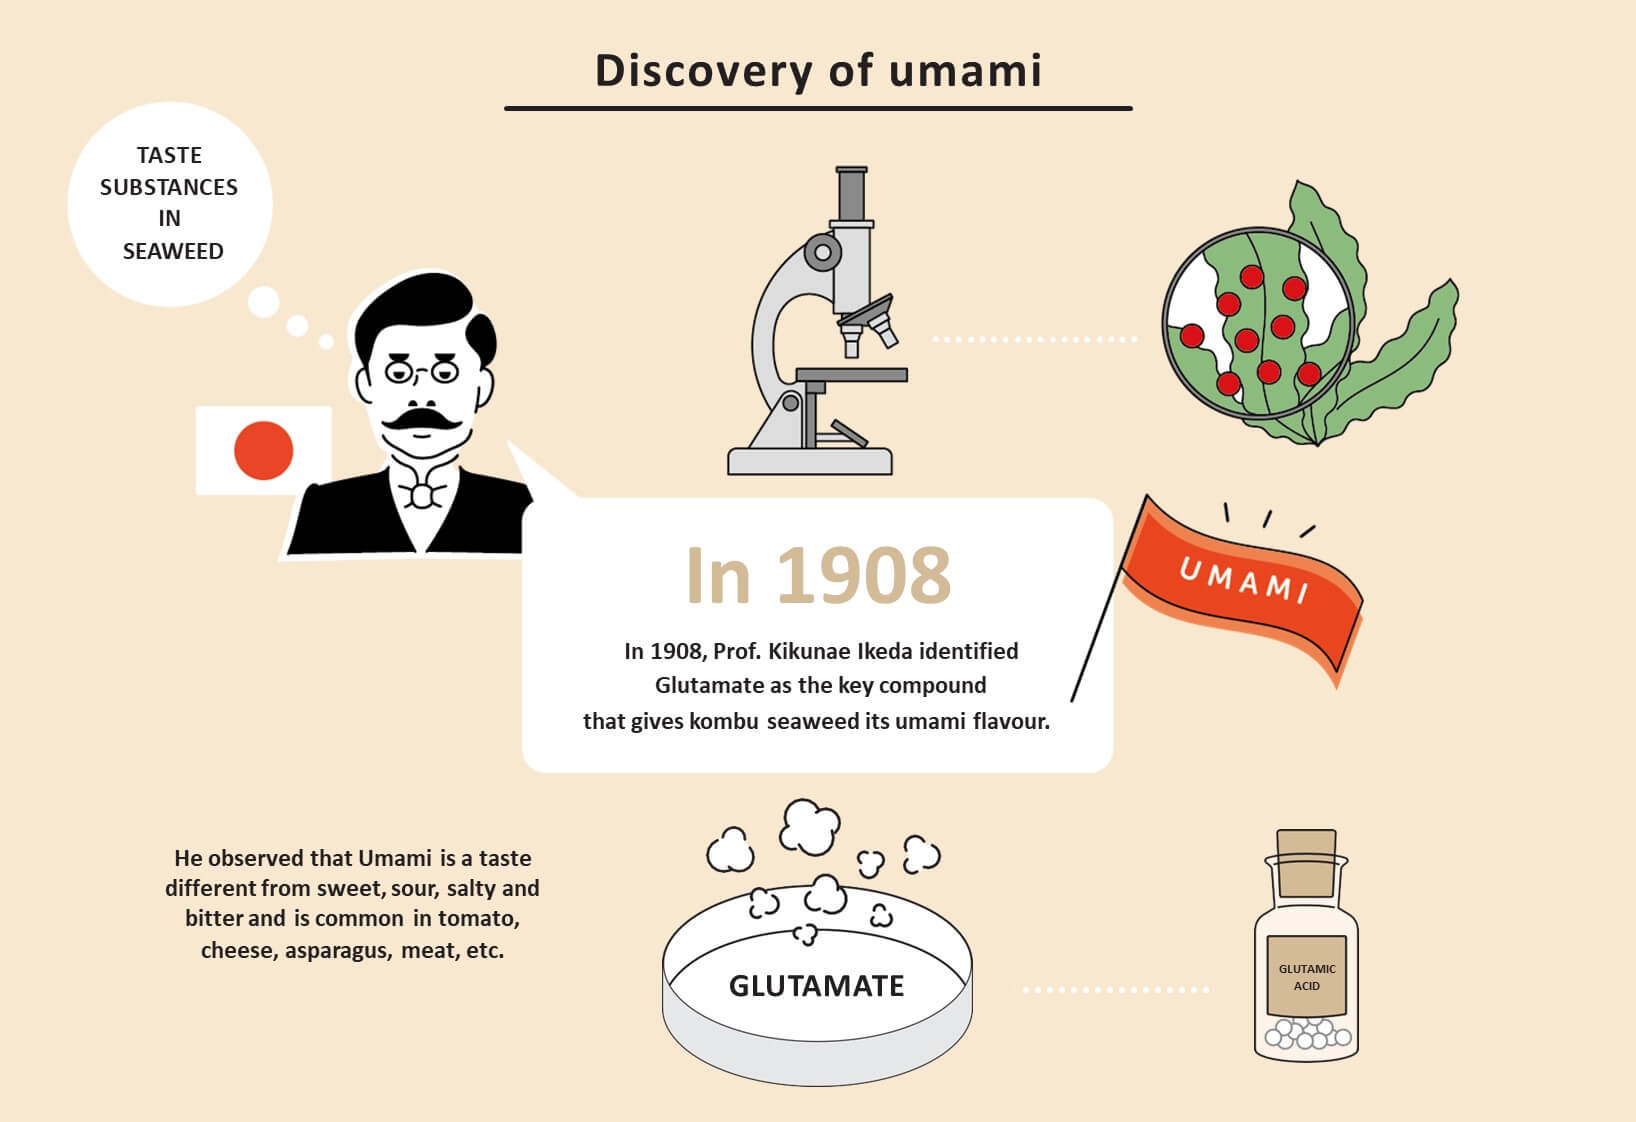 Discovery of umami
TASTE
SUBSTANCES
IN
SEAWEED
In 1908
In 1908, Prof. Kikunae Ikeda identified
Glutamate as the key compound
that gives kombu seaweed its umami flavour.
UMAMI
He observed that Umami is a taste
different from sweet, sour, salty and
bitter and is common in tomato,
cheese, asparagus, meat, etc.
GLUTAMATE
GLUTAMIC
ACID